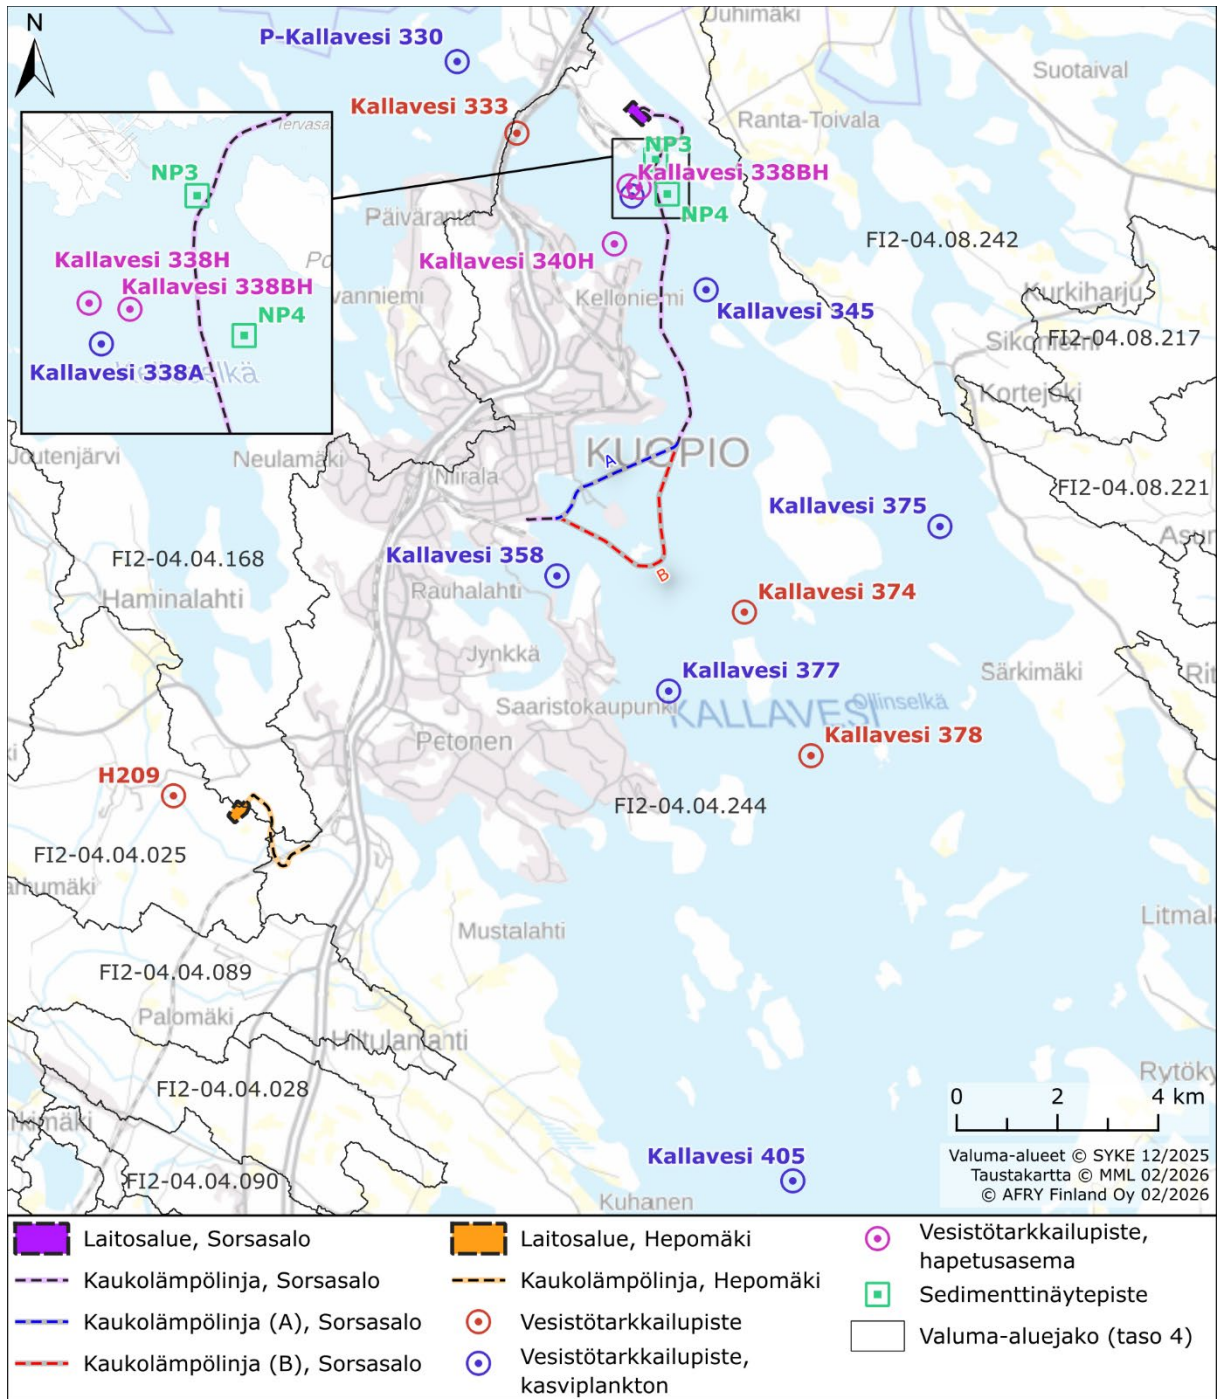 N
P-Kallavesi 330
Kallavesi 333
Uuhimäki
Suotaival
Ranta-Toivala
NP3
Kallavesi 338BH
NP4
Päiväranta
Kallavesi 340H
FI2-04.08.242
Tervasa
NP3
Kallavesi 338H
Kallavesi 338BH
NP4
Kallavesi 338A
Kelloniemi
Kallavesi 345
Kurkiharju
Sikoniemi
FI2-04.08.217
Kortejoki
Joutenjärvi
Neulamäki
KUOPIO
A
Niirala
FI2-04.08.221
Kallavesi 375
FI2-04.04.168
Kallavesi 358
B
Rauhalahti
Haminalahti
Kallavesi 374
Jynkkä
Särkimäki
Kallavesi 377
Saaristokaupunki
KALLAVESI
Ollinselkä
Petonen
Kallavesi 378
H209
FI2-04.04.244
FI2-04.04.025
Mustalahti
Litmala
FI2-04.04.089
Palomäki
Hiltulanlahti
FI2-04.04.028
Rytöky
FI2-04.04.090
Kallavesi 405
Kuhanen
0 2 4 km
Valuma-alueet © SYKE 12/2025
Taustakartta © MML 02/2026
© AFRY Finland Oy 02/2026
Laitosalue, Sorsasalo
Kaukolämpölinja, Sorsasalo
Kaukolämpölinja (A), Sorsasalo
Kaukolämpölinja (B), Sorsasalo
Laitosalue, Hepomäki
Kaukolämpölinja, Hepomäki
Vesistötarkkailupiste
Vesistötarkkailupiste,
kasviplankton
Vesistötarkkailupiste,
hapetusasema
Sedimenttinäytepiste
Valuma-aluejako (taso 4)